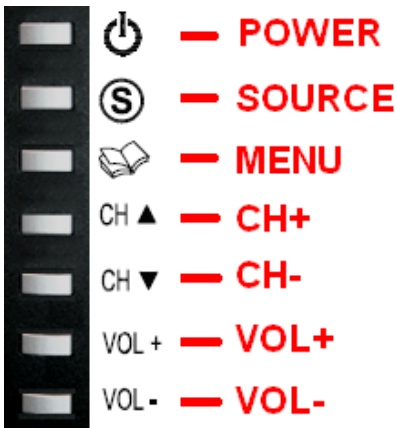 POWER
S SOURCE
MENU
CH ▲ CH+
CH ▼ CH-
VOL + VOL+
VOL - VOL-